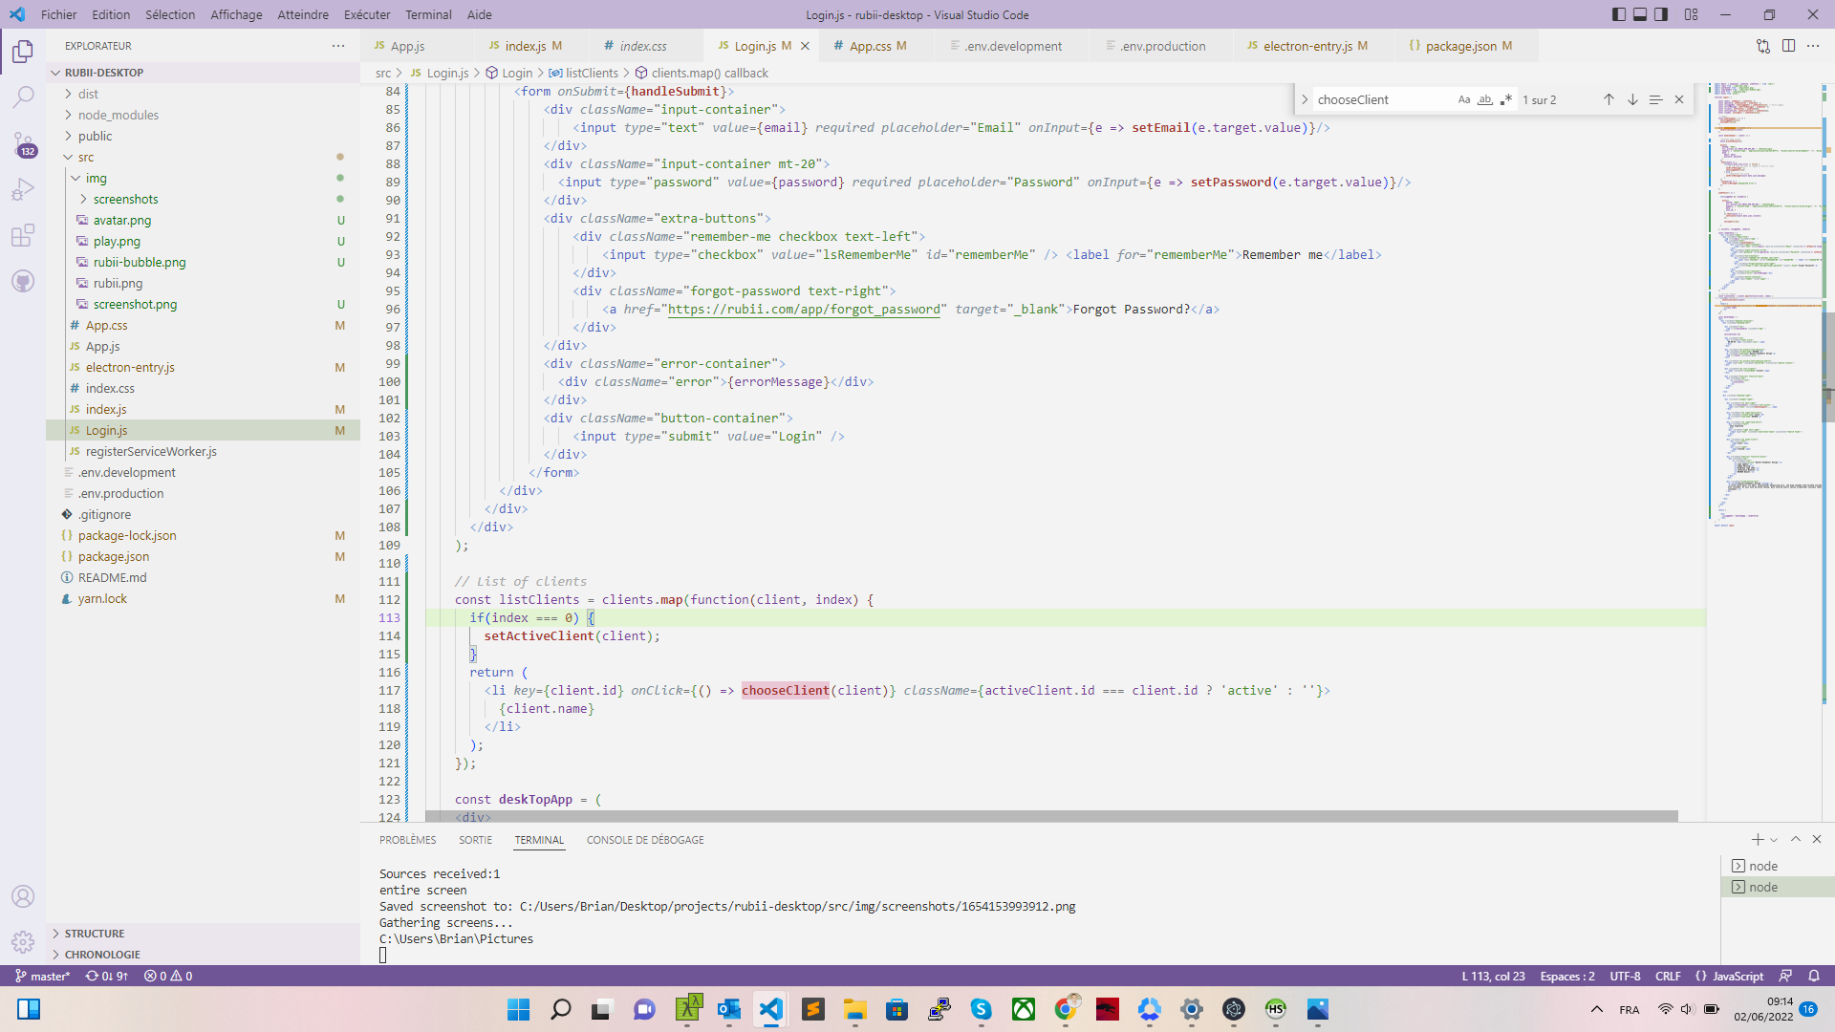 Fichier Edition Sélection Affichage Atteindre Exécuter Terminal Aide
Login.js - rubii-desktop - Visual Studio Code
EXPLORATEUR
RUBII-DESKTOP
dist
node_modules
public
src
img
screenshots
avatar.png U
play.png U
rubii-bubble.png U
rubii.png
screenshot.png U
App.css M
App.js
electron-entry.js M
index.css
index.js M
Login.js M
registerServiceWorker.js
.env.development
.env.production
.gitignore
package-lock.json M
package.json M
README.md
yarn.lock M
STRUCTURE
CHRONOLOGIE
132
App.js index.js M index.css Login.js M App.css M .env.development .env.production electron-entry.js M package.json M
src > Login.js > Login > listClients > clients.map() callback
chooseClient Aa ab 1 sur 2
84 <form onSubmit={handleSubmit}>
85 <div className="input-container">
86 <input type="text" value={email} required placeholder="Email" onInput={e => setEmail(e.target.value)}/>
87 </div>
88 <div className="input-container mt-20">
89 <input type="password" value={password} required placeholder="Password" onInput={e => setPassword(e.target.value)}/>
90 </div>
91 <div className="extra-buttons">
92 <div className="remember-me checkbox text-left">
93 <input type="checkbox" value="lsRememberMe" id="rememberMe" /> <label for="rememberMe">Remember me</label>
94 </div>
95 <div className="forgot-password text-right">
96 <a href="https://rubii.com/app/forgot_password" target="_blank">Forgot Password?</a>
97 </div>
98 </div>
99 <div className="error-container">
100 <div className="error">{errorMessage}</div>
101 </div>
102 <div className="button-container">
103 <input type="submit" value="Login" />
104 </div>
105 </form>
106 </div>
107 </div>
108 </div>
109 );
110
111 // List of clients
112 const listClients = clients.map(function(client, index) {
113 if(index === 0) {
114 setActiveClient(client);
115 }
116 return (
117 <li key={client.id} onClick={() => chooseClient(client)} className={activeClient.id === client.id ? 'active' : ''}>
118 {client.name}
119 </li>
120 );
121 });
122
123 const deskTopApp = (
124 <div>
PROBLÈMES SORTIE TERMINAL CONSOLE DE DÉBOGAGE
Sources received:1
entire screen
Saved screenshot to: C:/Users/Brian/Desktop/projects/rubii-desktop/src/img/screenshots/1654153993912.png
Gathering screens...
C:\Users\Brian\Pictures
node
node
master* 0↓ 9↑ 0 0
L 113, col 23 Espaces : 2 UTF-8 CRLF {} JavaScript
HS
FRA
09:14
02/06/2022
16